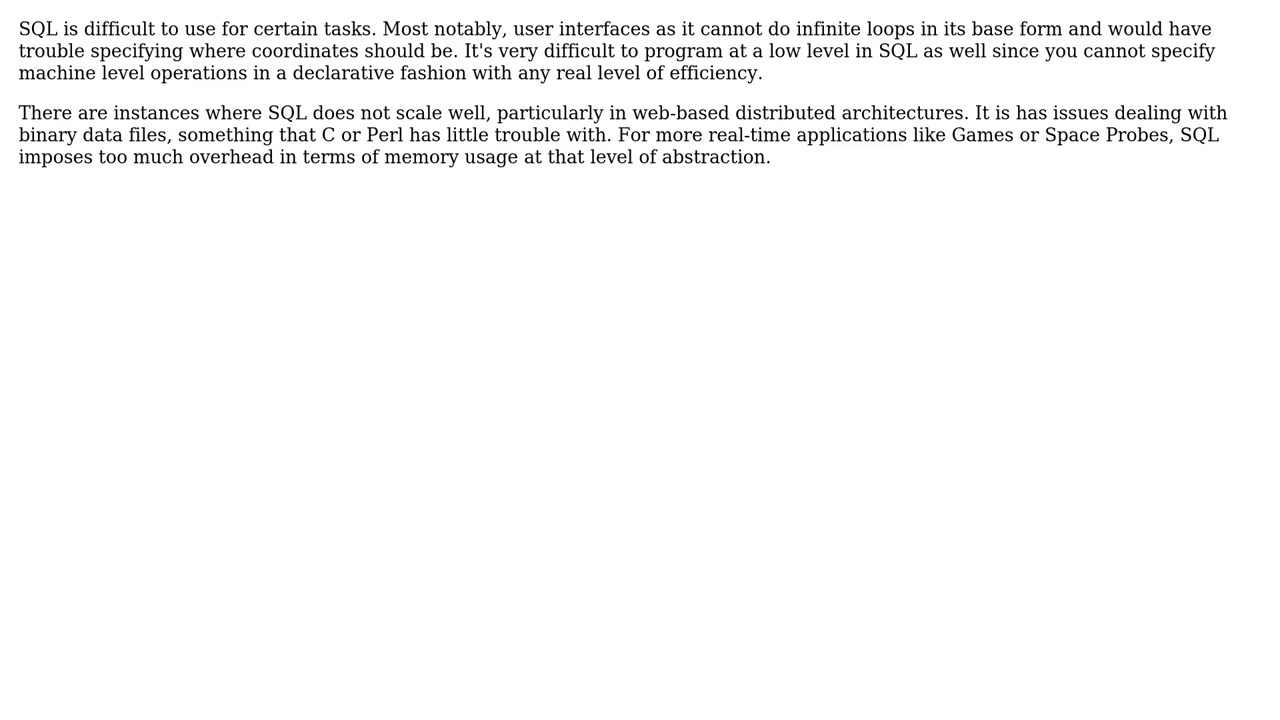 SQL is difficult to use for certain tasks. Most notably, user interfaces as it cannot do infinite loops in its base form and would have
trouble specifying where coordinates should be. It's very difficult to program at a low level in SQL as well since you cannot specify
machine level operations in a declarative fashion with any real level of efficiency.
There are instances where SQL does not scale well, particularly in web-based distributed architectures. It is has issues dealing with
binary data files, something that C or Perl has little trouble with. For more real-time applications like Games or Space Probes, SQL
imposes too much overhead in terms of memory usage at that level of abstraction.